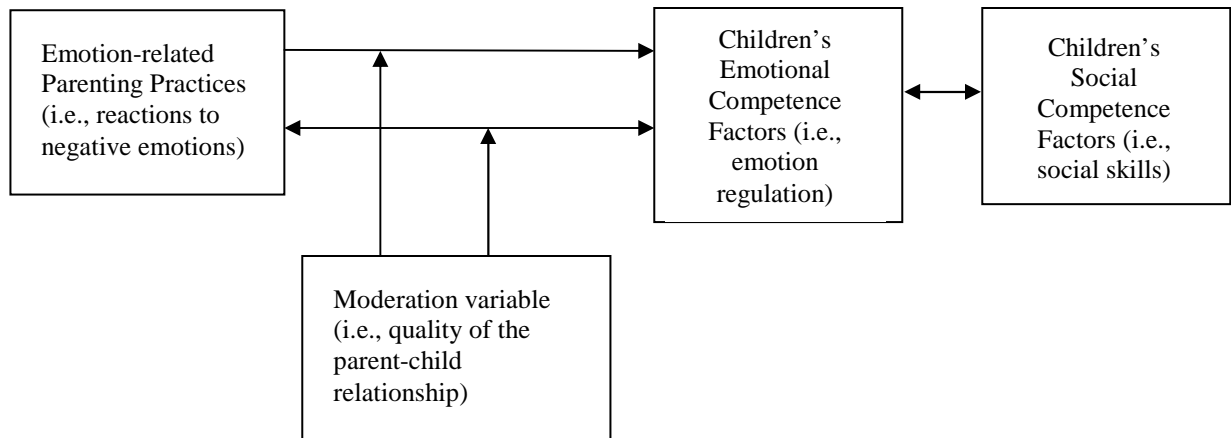 Emotion-related
Parenting Practices
(i.e., reactions to
negative emotions)
Children’s
Emotional
Competence
Factors (i.e.,
emotion
regulation)
Children’s
Social
Competence
Factors (i.e.,
social skills)
Moderation variable
(i.e., quality of the
parent-child
relationship)